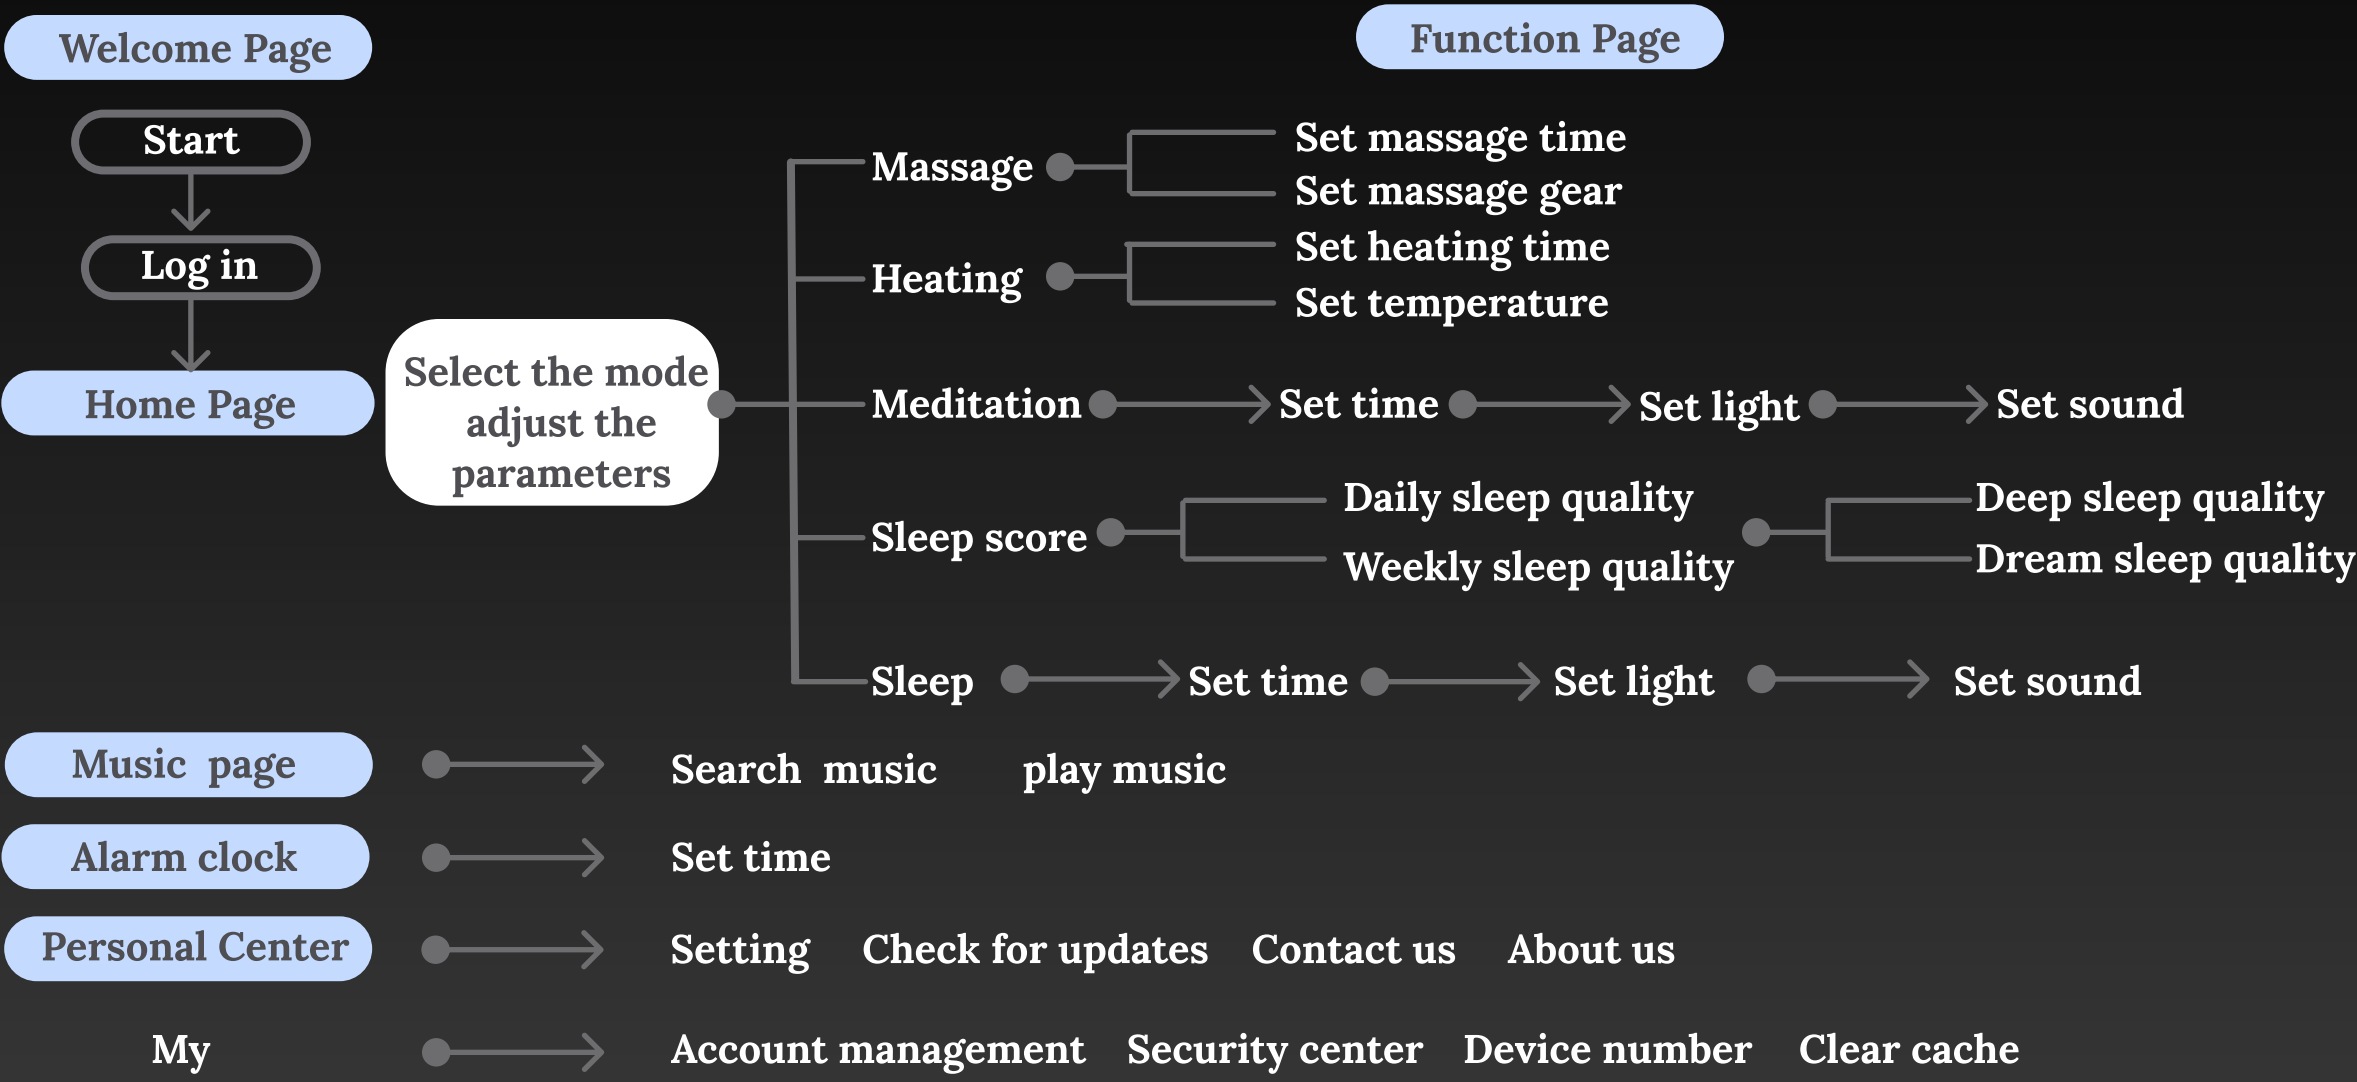 Welcome Page
Function Page
Start
Log in
Home Page
Select the mode
adjust the
parameters
Massage
Set massage time
Set massage gear
Heating
Set heating time
Set temperature
Meditation
Set time
Set light
Set sound
Sleep score
Daily sleep quality
Weekly sleep quality
Deep sleep quality
Dream sleep quality
Sleep
Set time
Set light
Set sound
Music page
Search music
play music
Alarm clock
Set time
Personal Center
Setting
Check for updates
Contact us
About us
My
Account management
Security center
Device number
Clear cache